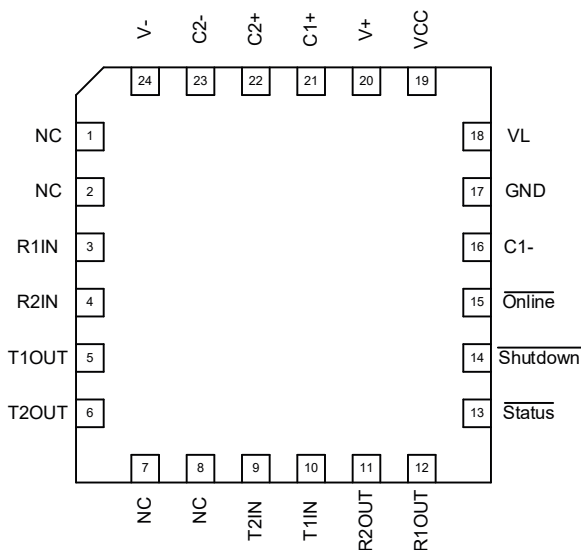 V-
C2-
C2+
C1+
V+
VCC
24
23
22
21
20
19
NC 1
18 VL
NC 2
17 GND
R1IN 3
16 C1-
R2IN 4
15 Online
T1OUT 5
14 Shutdown
T2OUT 6
13 Status
7
8
9
10
11
12
NC
NC
T2IN
T1IN
R2OUT
R1OUT